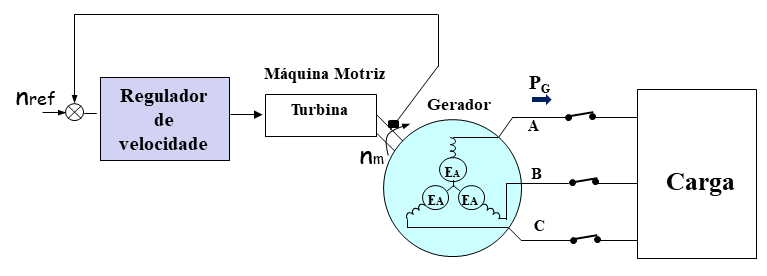 nref
Regulador
de
velocidade
Máquina Motriz
Turbina
nm
Gerador
PG
A
B
C
EA
EA
EA
Carga